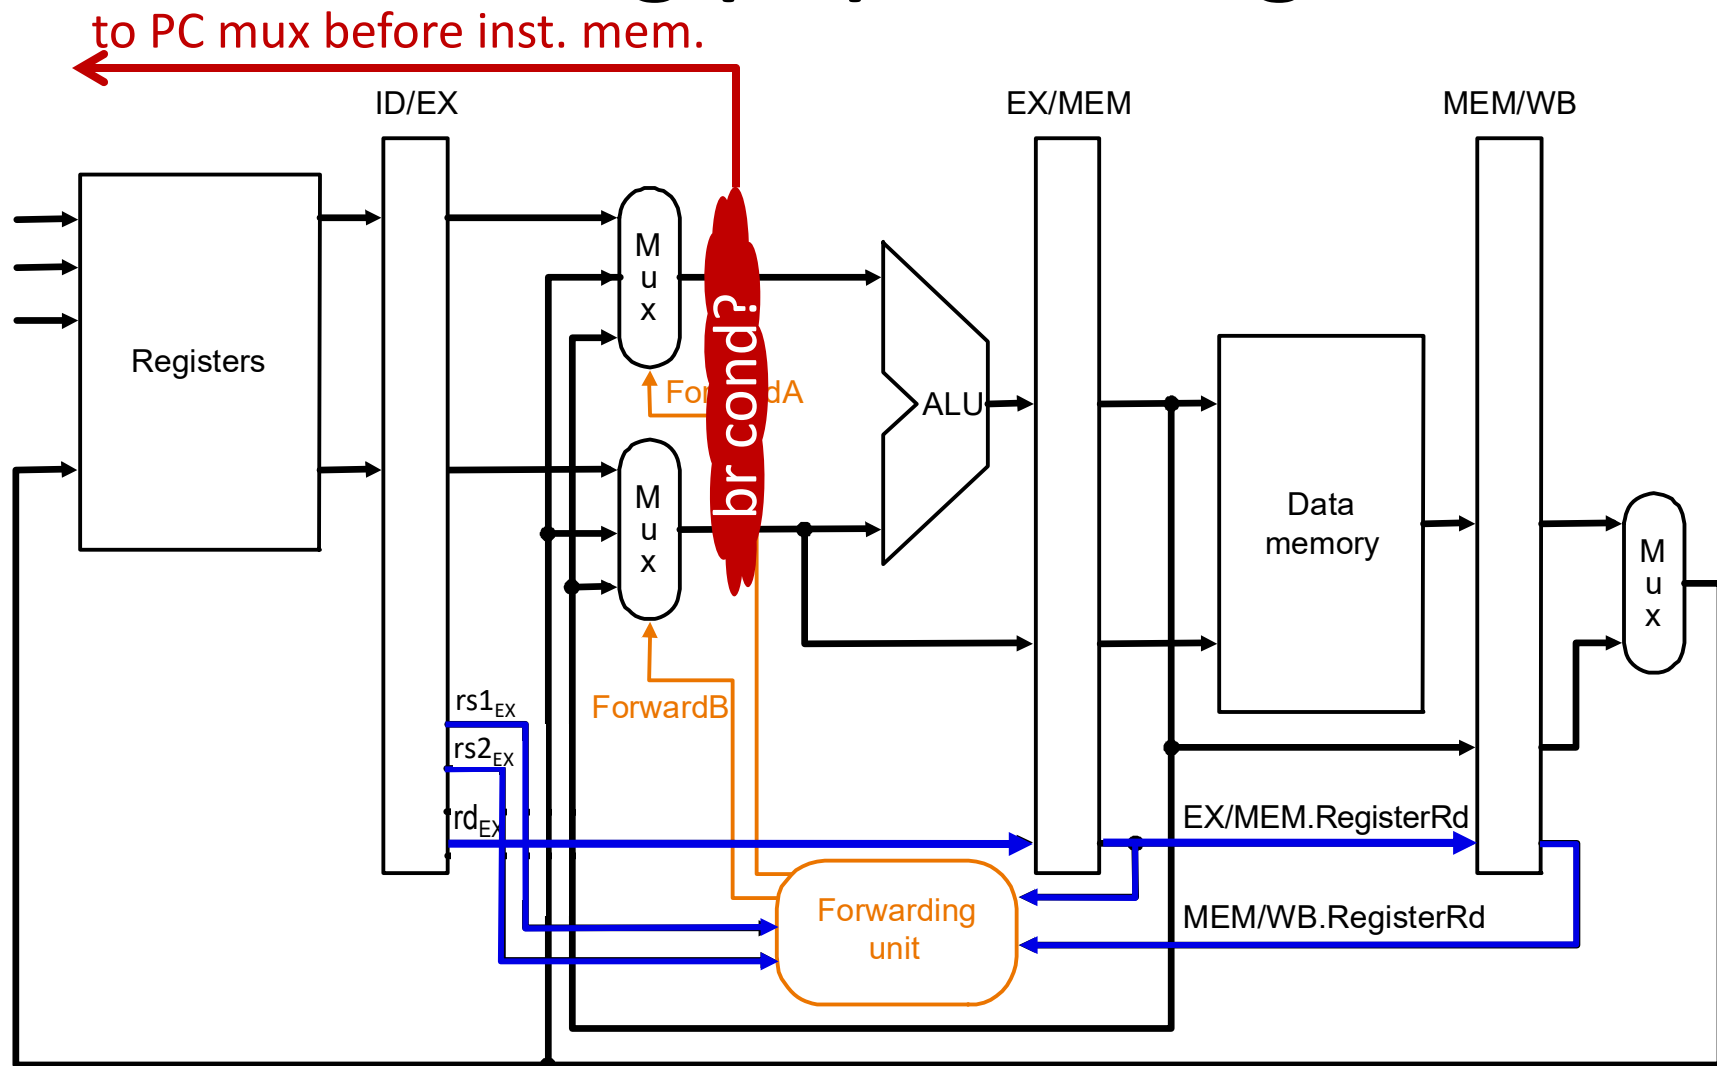 to PC mux before inst. mem.
ID/EX
EX/MEM
MEM/WB
Registers
M
u
x
br cond?
M
u
x
ALU
Data
memory
M
u
x
ForwardB
rs1EX
rs2EX
rdEX
EX/MEM.RegisterRd
MEM/WB.RegisterRd
Forwarding
unit